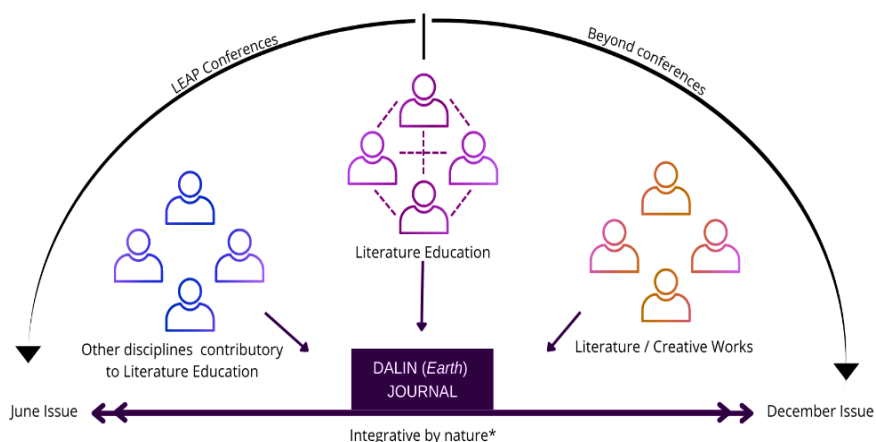 LEAP Conferences
Beyond conferences
Literature Education
Other disciplines contributory
to Literature Education
Literature / Creative Works
DALIN (Earth)
JOURNAL
June Issue
December Issue
Integrative by nature*